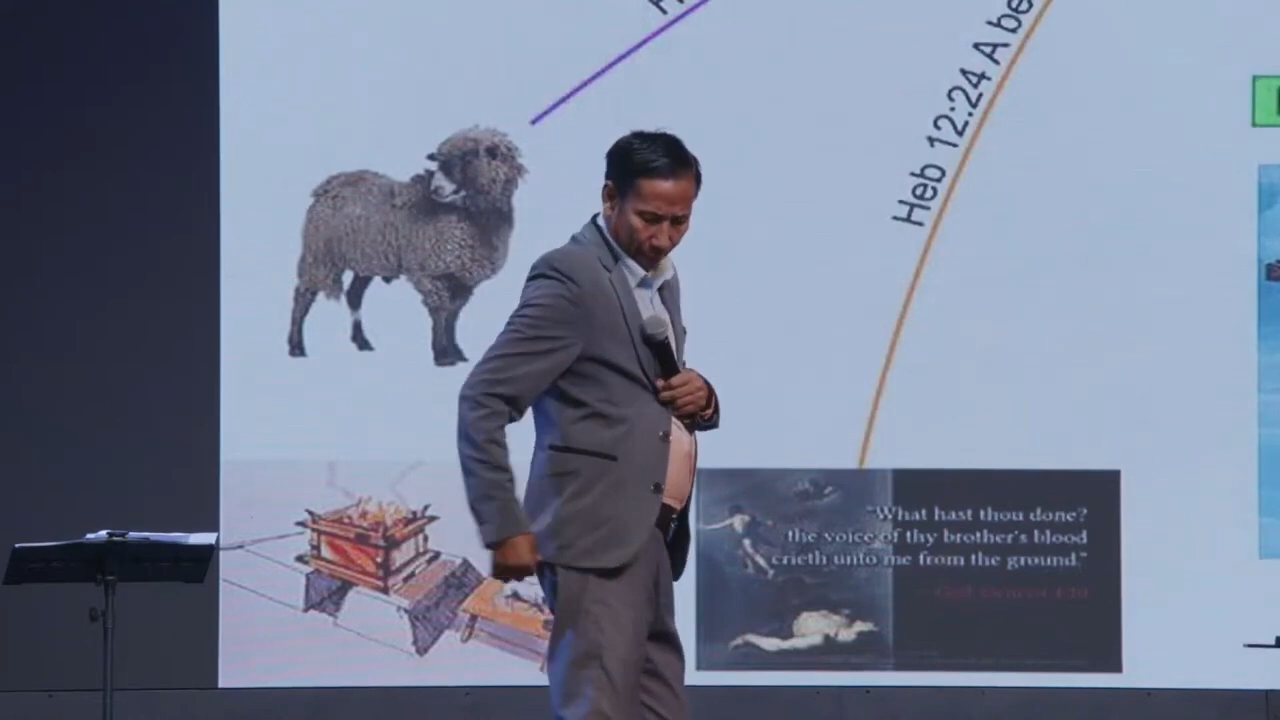 Heb 12:24 A be
"What hast thou done?
the voice of thy brother's blood
crieth unto me from the ground."